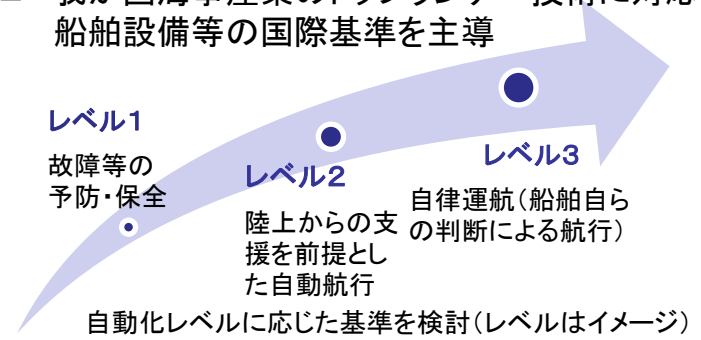 船舶設備等の国際基準を主導
レベル1
故障等の
予防・保全
レベル2
陸上からの支
援を前提とし
た自動航行
レベル3
自律運航(船舶自ら
の判断による航行)
自動化レベルに応じた基準を検討(レベルはイメージ)